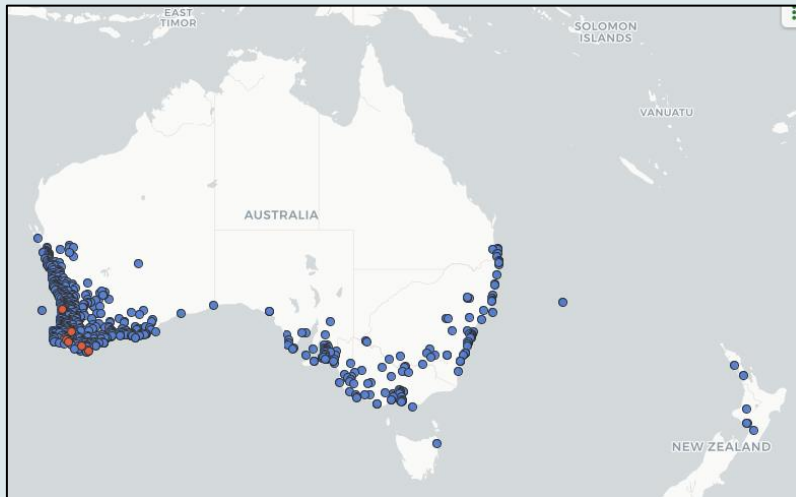 EAST
TIMOR
SOLOMON
ISLANDS
VANUATU
AUSTRALIA
NEW ZEALAND